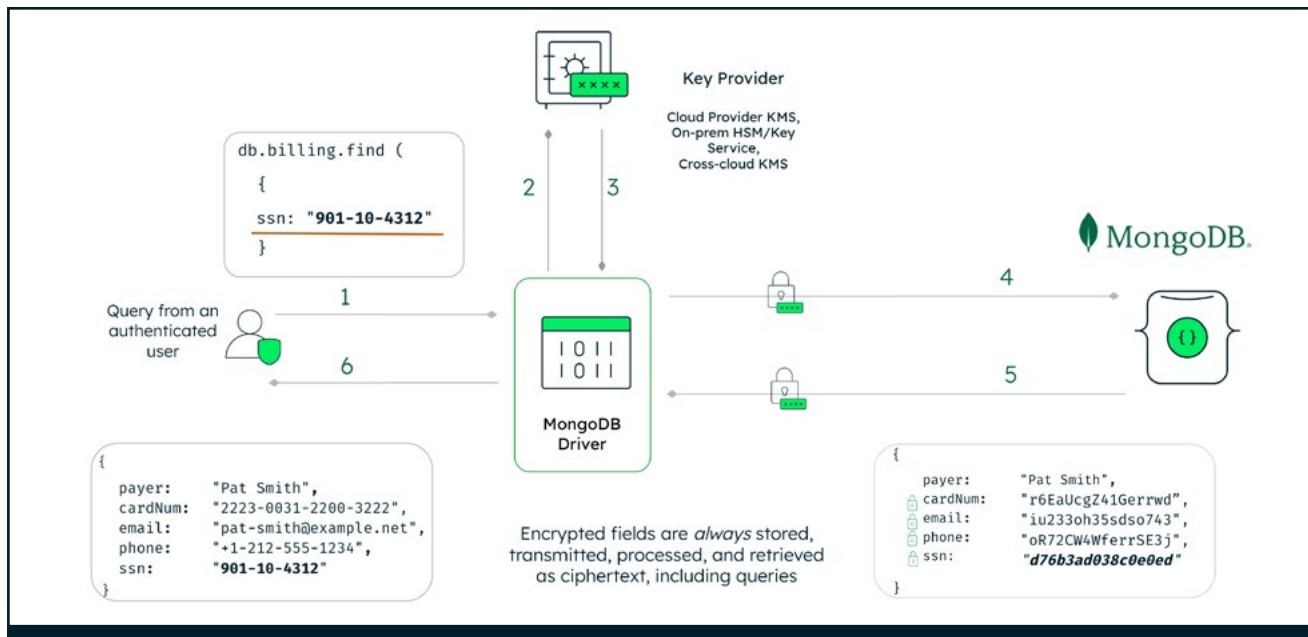 ××××
Key Provider
Cloud Provider KMS,
On-prem HSM/Key
Service,
Cross-cloud KMS
db.billing.find (
{
ssn: "901-10-4312"
}
2
3
MongoDB®
Query from an
authenticated
user
1
6
1011
1011
MongoDB
Driver
4
5
{ }
{
payer: "Pat Smith",
cardNum: "2223-0031-2200-3222",
email: "pat-smith@example.net",
phone: "+1-212-555-1234",
ssn: "901-10-4312"
}
Encrypted fields are always stored,
transmitted, processed, and retrieved
as ciphertext, including queries
{
payer: "Pat Smith",
cardNum: "r6EaUcgZ41Gerrwd",
email: "iu233oh35sdso743",
phone: "oR72CW4WferrSE3j",
ssn: "d76b3ad038c0e0ed"
}